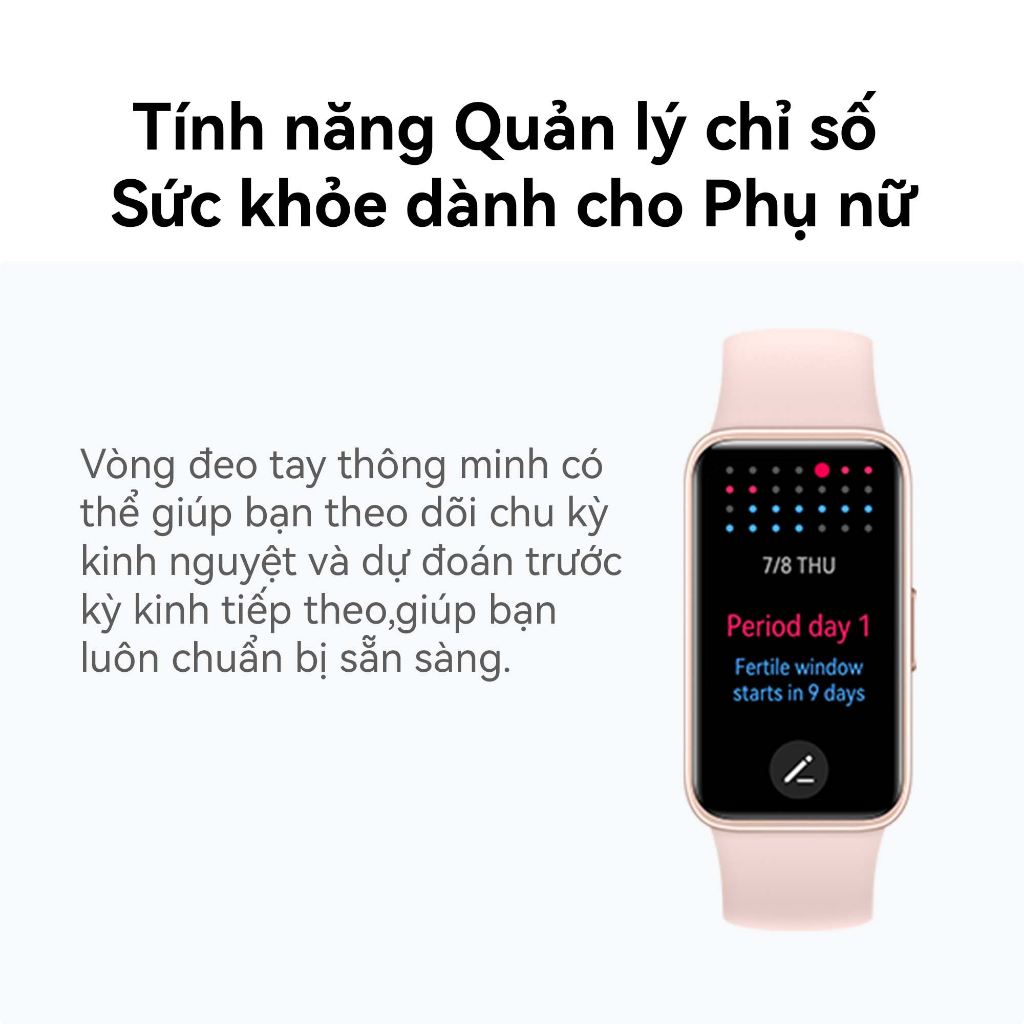 Tính năng Quản lý chỉ số
Sức khỏe dành cho Phụ nữ
Vòng đeo tay thông minh có
thể giúp bạn theo dõi chu kỳ
kinh nguyệt và dự đoán trước
kỳ kinh tiếp theo,giúp bạn
luôn chuẩn bị sẵn sàng.
7/8 THU
Period day 1
Fertile window
starts in 9 days